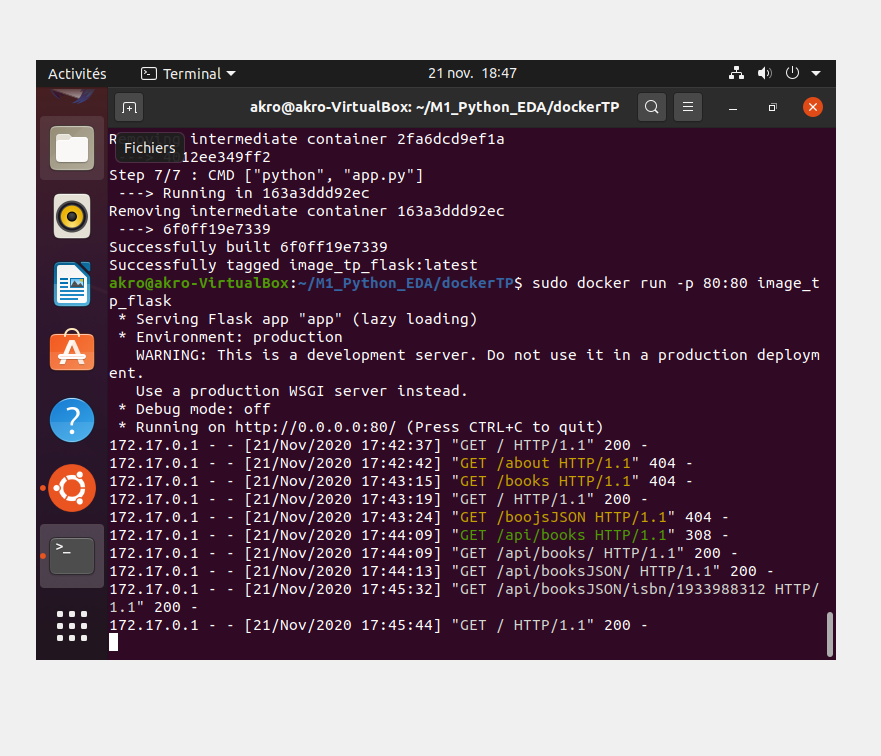 Activités
Terminal
21 nov. 18:47
akro@akro-VirtualBox: ~/M1_Python_EDA/dockerTP
Fichiers
intermediate container 2fa6dcd9ef1a
12ee349ff2
Step 7/7 : CMD ["python", "app.py"]
---> Running in 163a3ddd92ec
Removing intermediate container 163a3ddd92ec
---> 6f0ff19e7339
Successfully built 6f0ff19e7339
Successfully tagged image_tp_flask:latest
akro@akro-VirtualBox:~/M1_Python_EDA/dockerTP$ sudo docker run -p 80:80 image_t
p_flask
* Serving Flask app "app" (lazy loading)
* Environment: production
WARNING: This is a development server. Do not use it in a production deploym
ent.
Use a production WSGI server instead.
* Debug mode: off
* Running on http://0.0.0.0:80/ (Press CTRL+C to quit)
172.17.0.1 - - [21/Nov/2020 17:42:37] "GET / HTTP/1.1" 200 -
172.17.0.1 - - [21/Nov/2020 17:42:42] "GET /about HTTP/1.1" 404 -
172.17.0.1 - - [21/Nov/2020 17:43:15] "GET /books HTTP/1.1" 404 -
172.17.0.1 - - [21/Nov/2020 17:43:19] "GET / HTTP/1.1" 200 -
172.17.0.1 - - [21/Nov/2020 17:43:24] "GET /boojsJSON HTTP/1.1" 404 -
172.17.0.1 - - [21/Nov/2020 17:44:09] "GET /api/books HTTP/1.1" 308 -
172.17.0.1 - - [21/Nov/2020 17:44:09] "GET /api/books/ HTTP/1.1" 200 -
172.17.0.1 - - [21/Nov/2020 17:44:13] "GET /api/booksJSON/ HTTP/1.1" 200 -
172.17.0.1 - - [21/Nov/2020 17:45:32] "GET /api/booksJSON/isbn/1933988312 HTTP/
1.1" 200 -
172.17.0.1 - - [21/Nov/2020 17:45:44] "GET / HTTP/1.1" 200 -